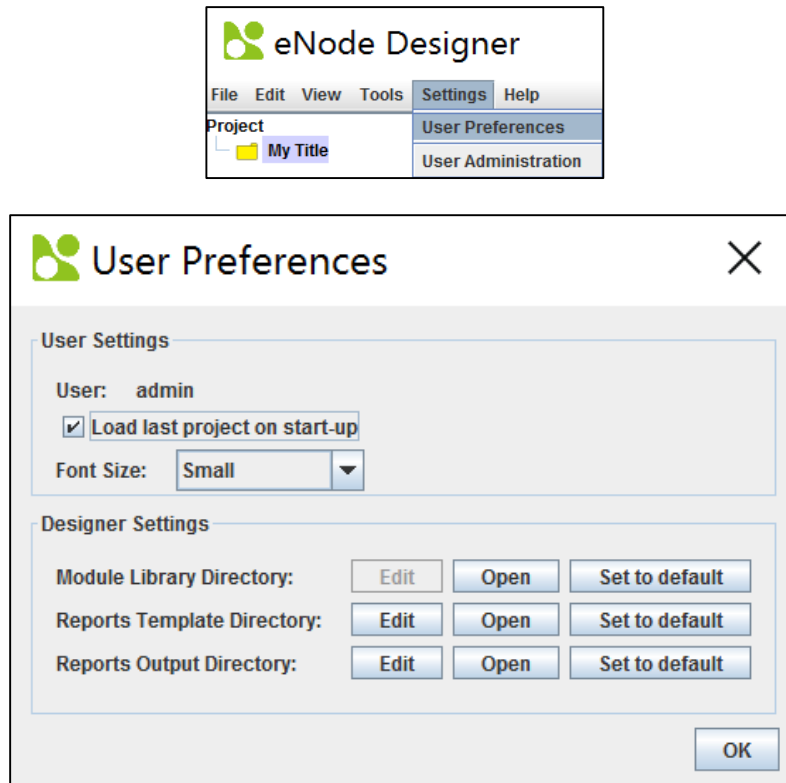 eNode Designer
File Edit View Tools Settings Help
Project
User Preferences
My Title
User Administration
User Preferences
User Settings
User: admin
Load last project on start-up
Font Size: Small
Designer Settings
Module Library Directory: Edit Open Set to default
Reports Template Directory: Edit Open Set to default
Reports Output Directory: Edit Open Set to default
OK